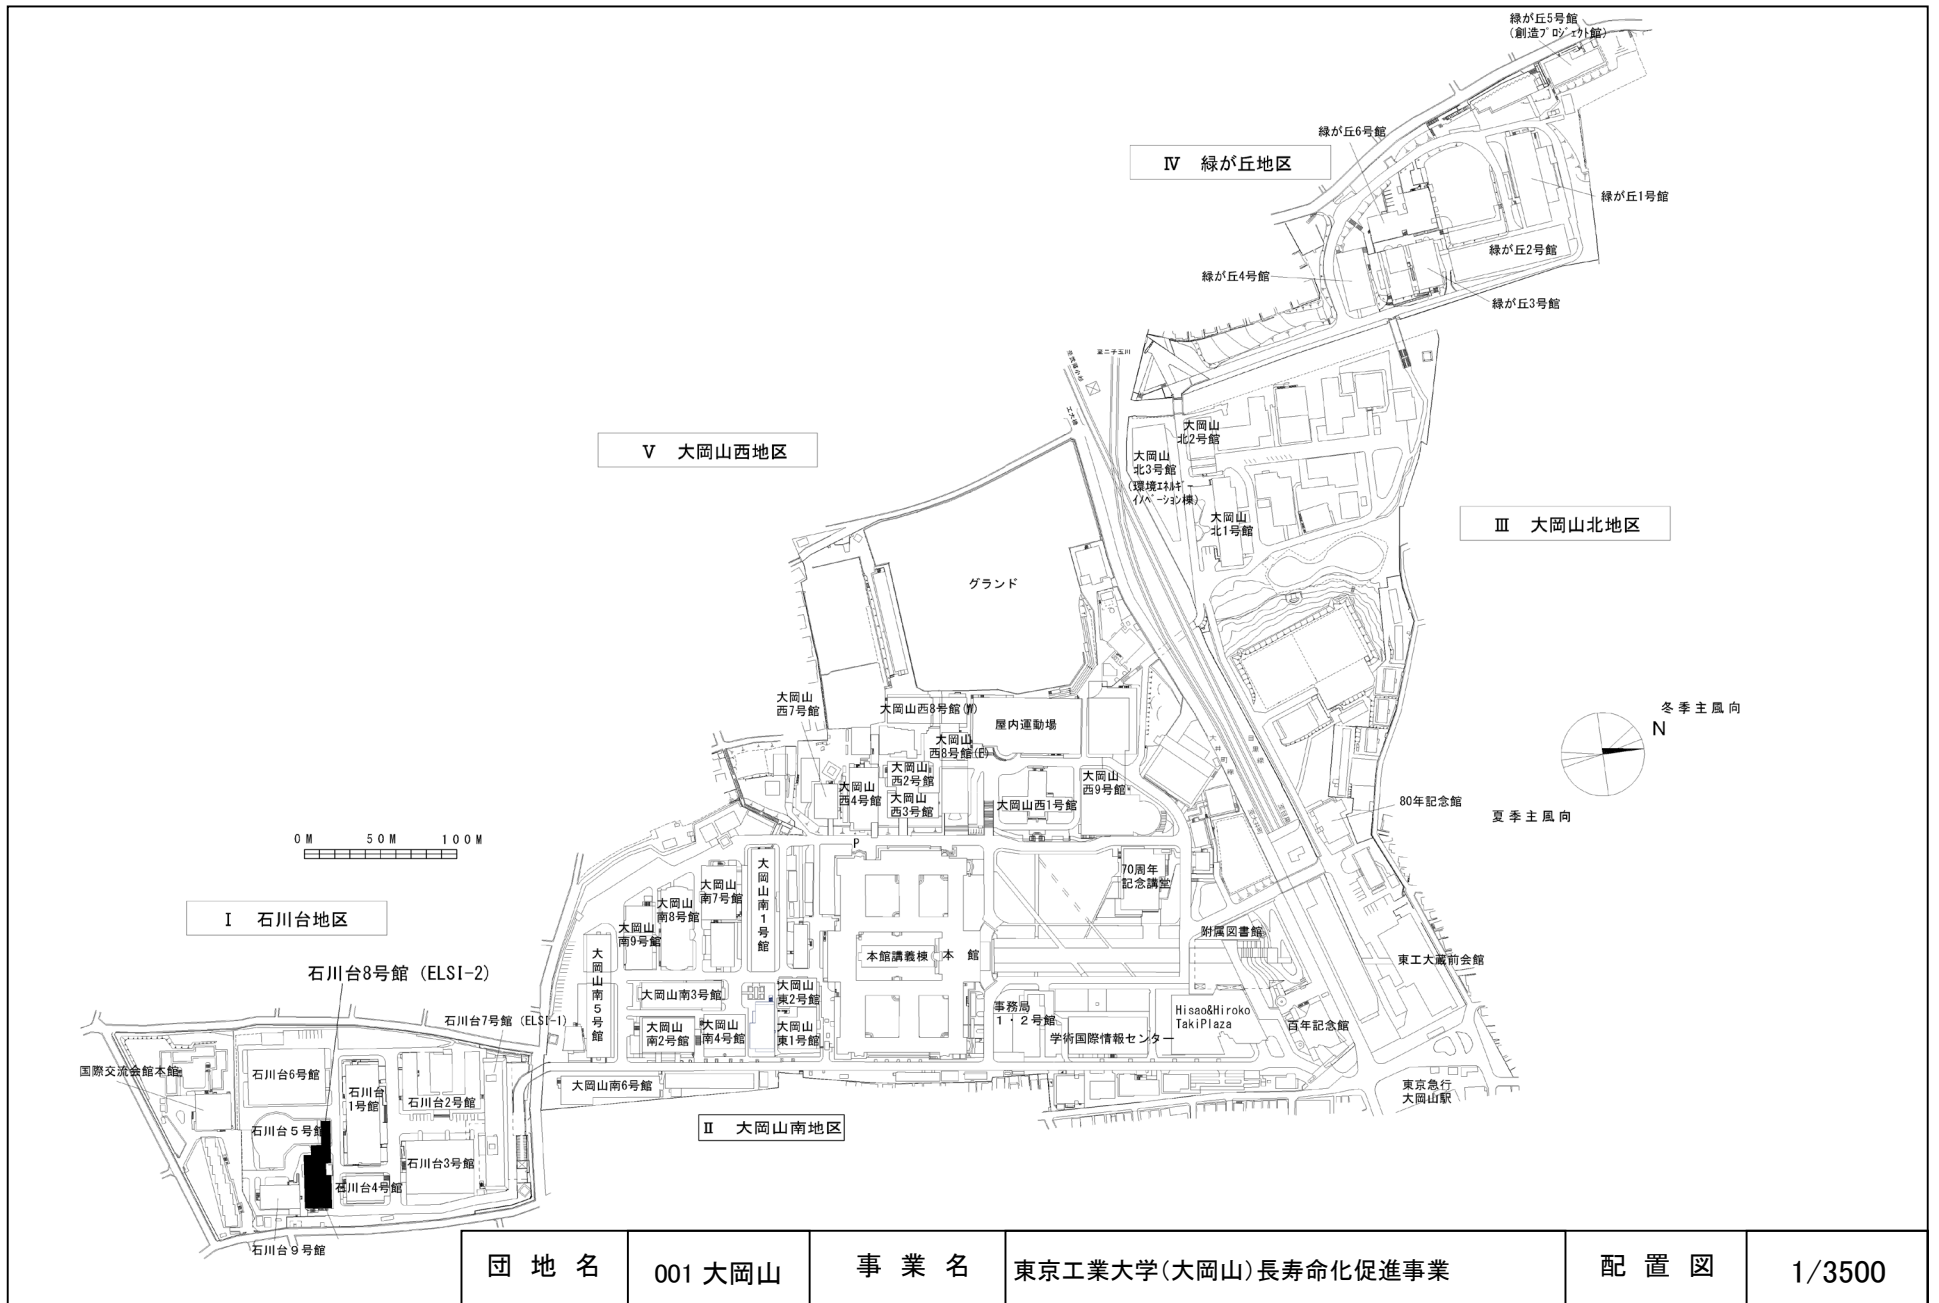 緑が丘5号館
(創造プロジェクト館)
緑が丘6号館
Ⅳ 緑が丘地区
緑が丘1号館
緑が丘2号館
緑が丘4号館
緑が丘3号館
至二子玉川
大岡山
北2号館
Ⅴ 大岡山西地区
大岡山
北3号館
(環境エネルギー
イノベーション棟)
大岡山
北1号館
Ⅲ 大岡山北地区
グランド
大岡山
西7号館
大岡山西8号館(W)
屋内運動場
冬季主風向
N
大岡山
西8号館(E)
大井町線
目黒線
大岡山
西2号館
大岡山
西4号館
大岡山
西3号館
大岡山西1号館
大岡山
西9号館
80年記念館
夏季主風向
0M 50M 100M
P
大岡山南1号館
70周年
記念講堂
大岡山
南7号館
大岡山
南8号館
大岡山
南9号館
Ⅰ 石川台地区
附属図書館
大岡山南5号館
本館講義棟
本館
東工大蔵前会館
石川台8号館 (ELSI-2)
大岡山南3号館
大岡山
東2号館
石川台7号館 (ELSI-1)
大岡山
南2号館
大岡山
南4号館
大岡山
東1号館
事務局
1・2号館
学術国際情報センター
Hisao&Hiroko
TakiPlaza
百年記念館
国際交流会館本館
石川台6号館
石川台
1号館
石川台2号館
大岡山南6号館
東京急行
大岡山駅
石川台5号館
Ⅱ 大岡山南地区
石川台3号館
石川台4号館
石川台9号館
団地名
001 大岡山
事業名
東京工業大学(大岡山)長寿命化促進事業
配置図
1/3500